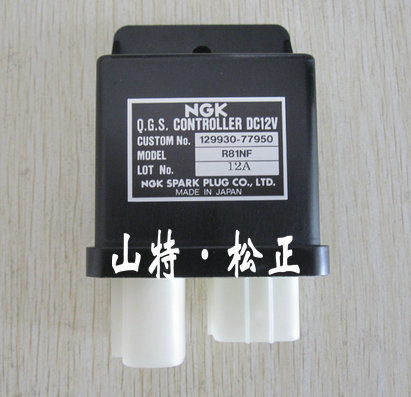 NGK
Q.G.S. CONTROLLER DC12V
CUSTOM No. 129930-77950
MODEL R81NF
LOT No. 12A
NGK SPARK PLUG CO., LTD.
MADE IN JAPAN
山特·松正